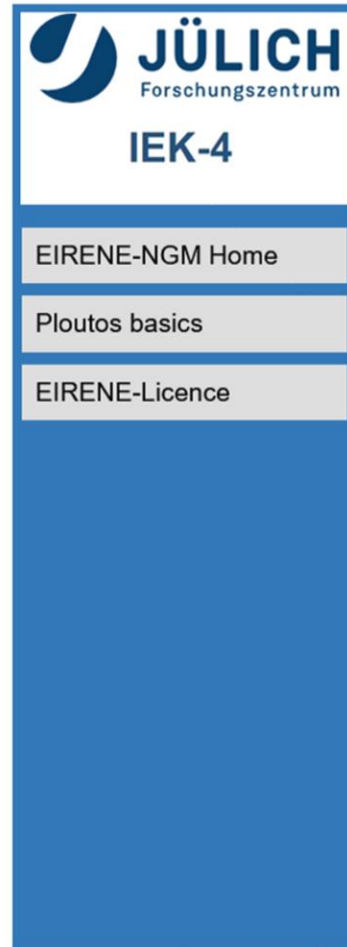 JÜLICH
Forschungszentrum
IEK-4
EIRENE-NGM Home
Ploutos basics
EIRENE-Licence